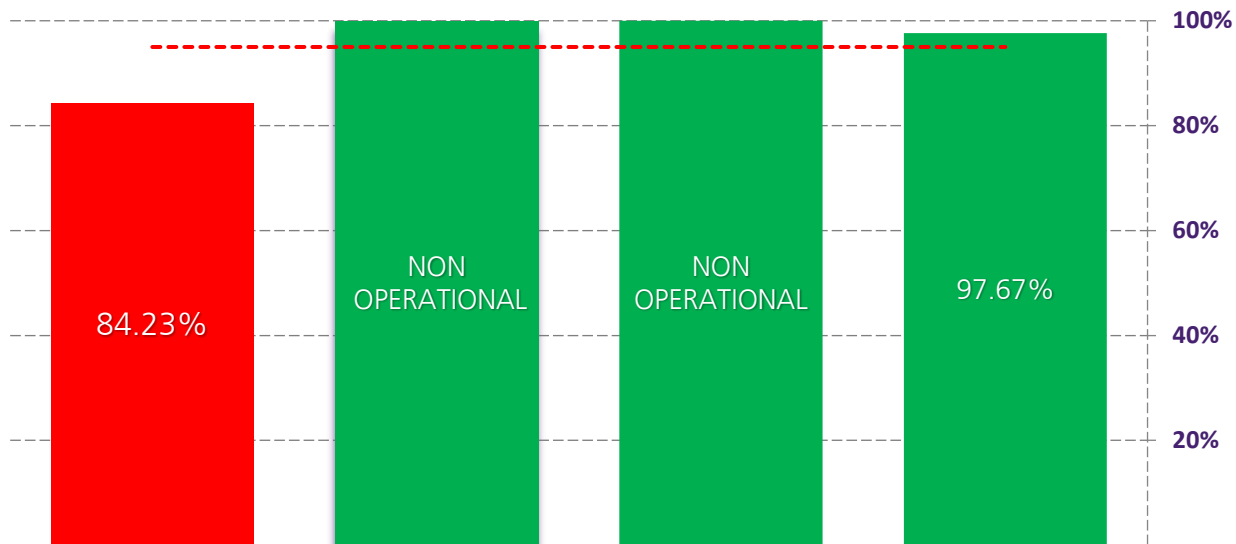 100%
80%
60%
40%
20%
84.23%
NON
OPERATIONAL
NON
OPERATIONAL
97.67%